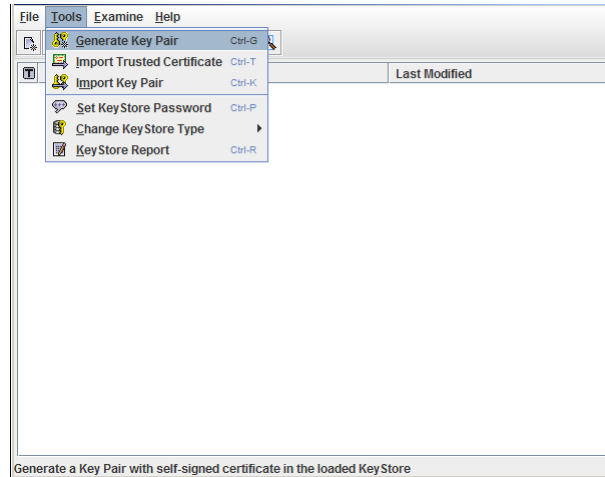 File Tools Examine Help
Generate Key Pair Ctrl-G
Import Trusted Certificate Ctrl-T
Import Key Pair Ctrl-K
T Last Modified
Set KeyStore Password Ctrl-P
Change KeyStore Type
KeyStore Report Ctrl-R
Generate a Key Pair with self-signed certificate in the loaded KeyStore